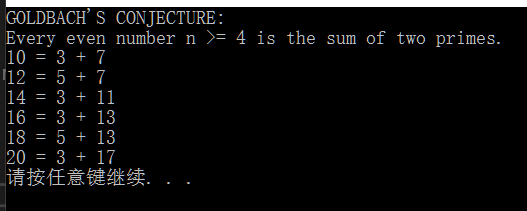 GOLDBACH'S CONJECTURE:
Every even number n >= 4 is the sum of two primes.
10 = 3 + 7
12 = 5 + 7
14 = 3 + 11
16 = 3 + 13
18 = 5 + 13
20 = 3 + 17
请按任意键继续. . .